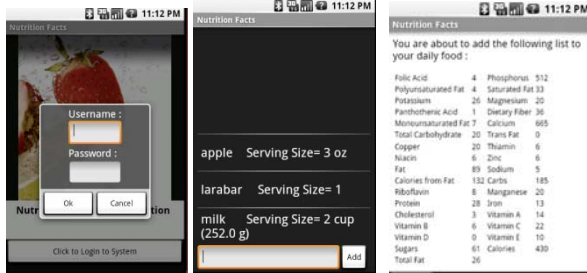 11:12 PM
Nutrition Facts
Username :
Password :
Ok Cancel
Nutr tion
Click to Login to System
11:12 PM
Nutrition Facts
apple Serving Size= 3 oz
larabar Serving Size= 1
milk Serving Size= 2 cup
(252.0 g)
Add
11:12 PM
Nutrition Facts
You are about to add the following list to
your daily food :
Folic Acid 4 Phosphorus 512
Polyunsaturated Fat 4 Saturated Fat 33
Potassium 26 Magnesium 20
Panthothenic Acid 1 Dietary Fiber 36
Monounsaturated Fat 7 Calcium 665
Total Carbohydrate 20 Trans Fat 0
Copper 20 Thiamin 6
Niacin 6 Zinc 6
Fat 89 Sodium 5
Calories from Fat 132 Carbs 185
Riboflavin 8 Manganese 20
Protein 28 Iron 13
Cholesterol 3 Vitamin A 14
Vitamin B 6 Vitamin C 22
Vitamin D 0 Vitamin E 10
Sugars 61 Calories 430
Total Fat 26